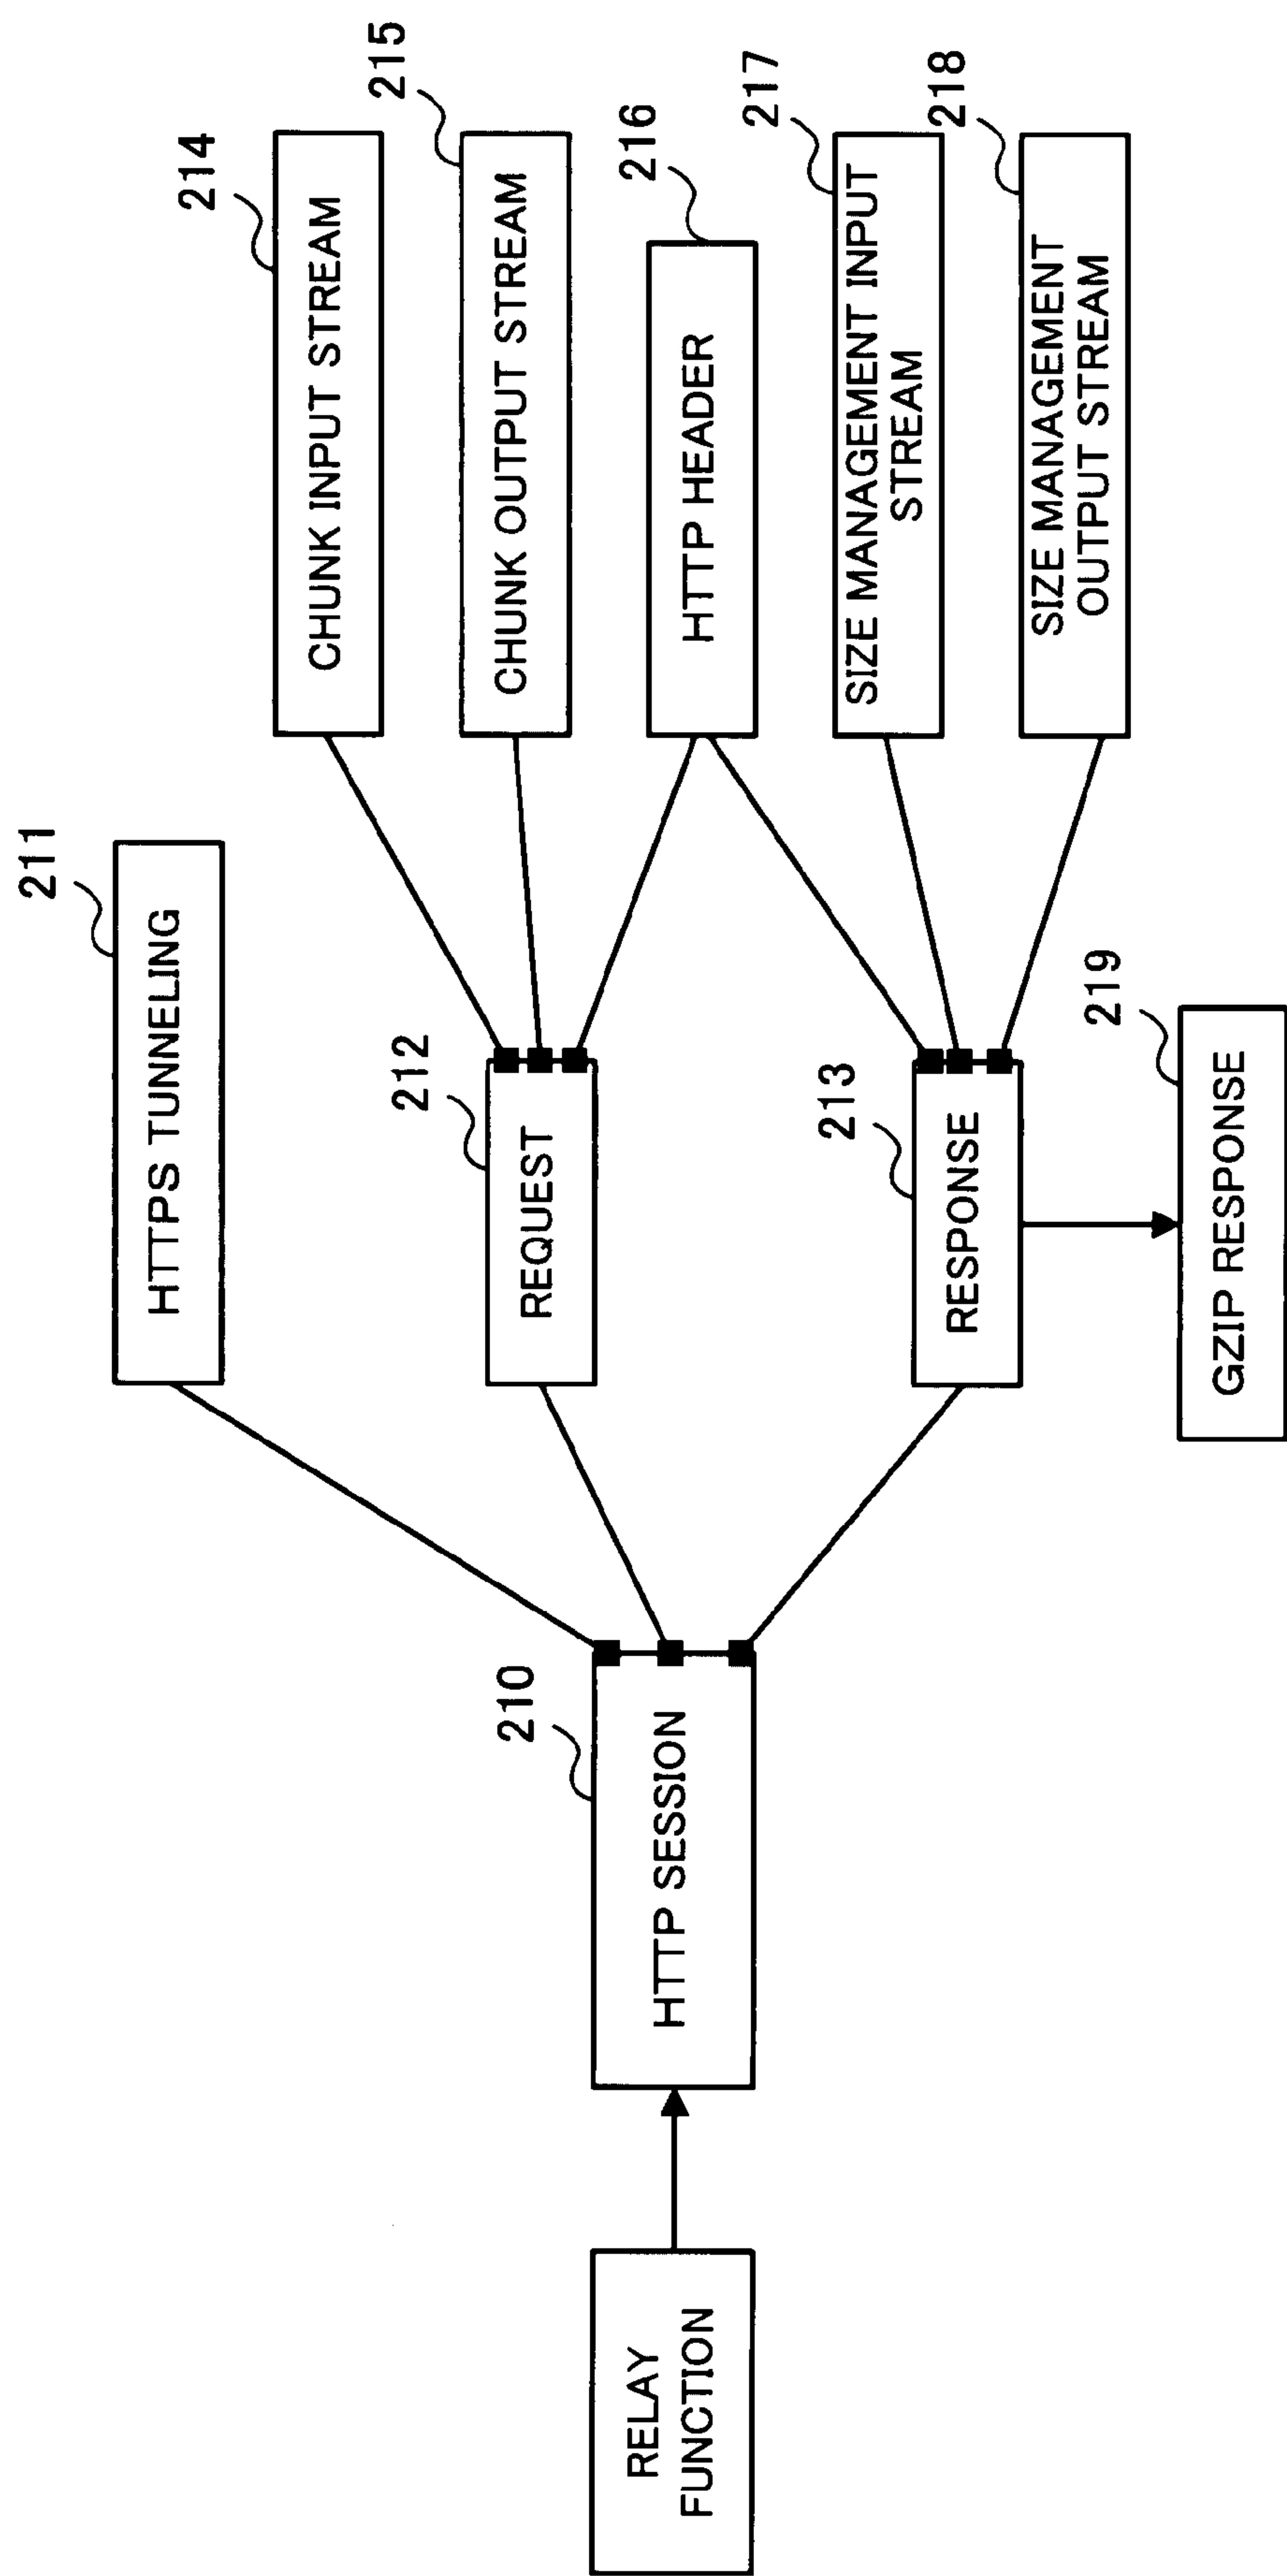 RELAY
FUNCTION
210
HTTP SESSION
211
HTTPS TUNNELING
212
REQUEST
213
RESPONSE
214
CHUNK INPUT STREAM
215
CHUNK OUTPUT STREAM
216
HTTP HEADER
217
SIZE MANAGEMENT INPUT
STREAM
218
SIZE MANAGEMENT
OUTPUT STREAM
219
GZIP RESPONSE